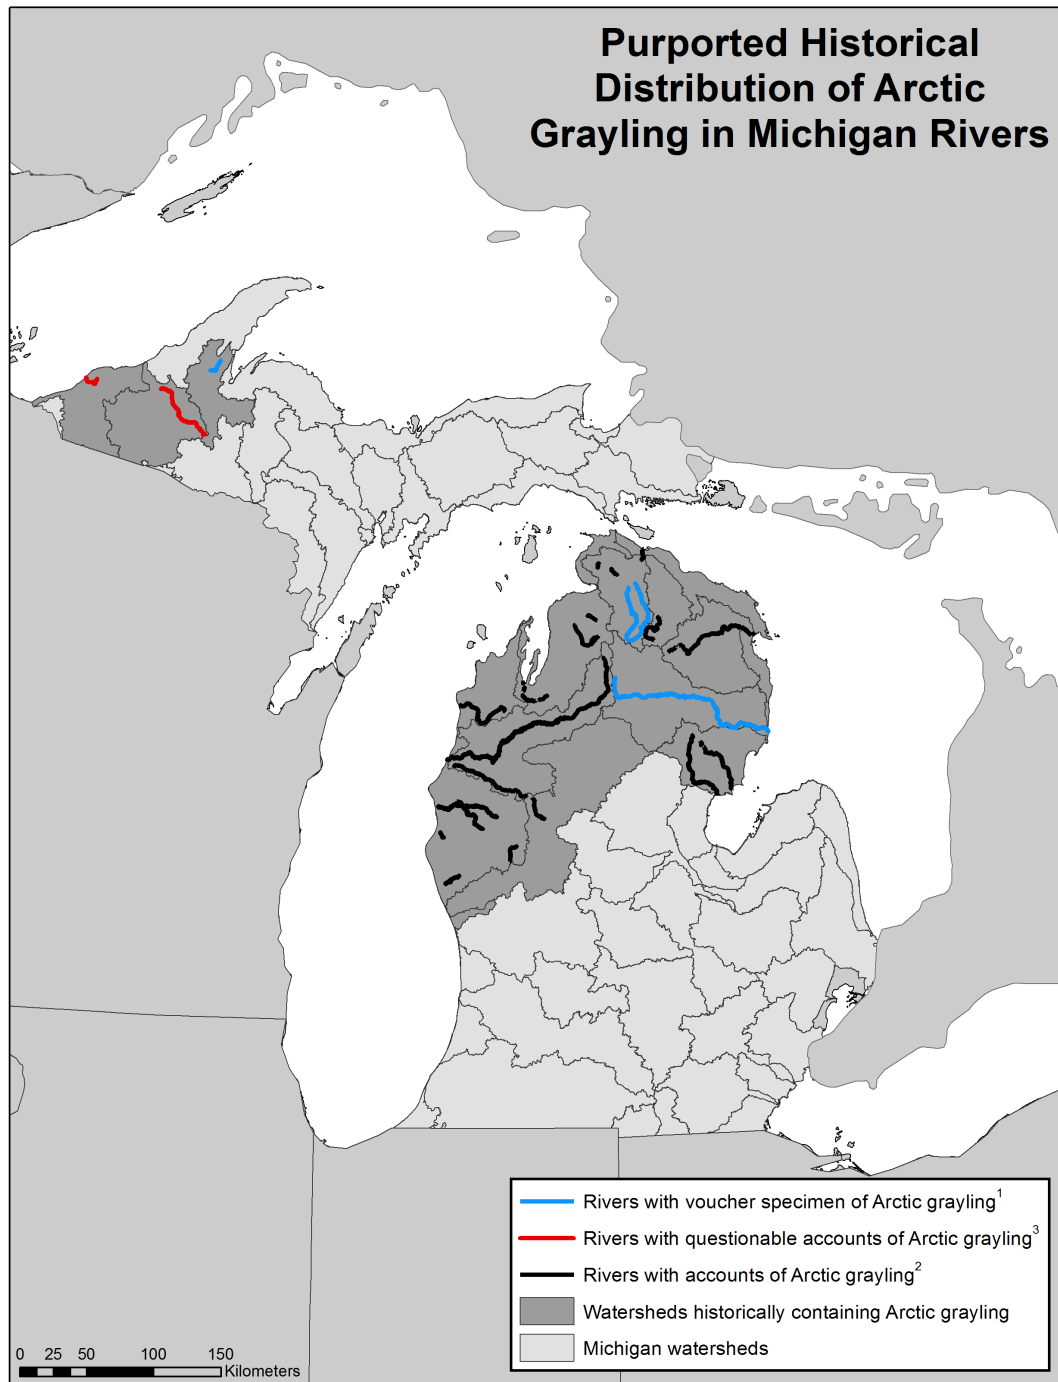 Purported Historical
Distribution of Arctic
Grayling in Michigan Rivers
Rivers with voucher specimen of Arctic grayling1
Rivers with questionable accounts of Arctic grayling3
Rivers with accounts of Arctic grayling2
Watersheds historically containing Arctic grayling
Michigan watersheds
0 25 50 100 150
Kilometers